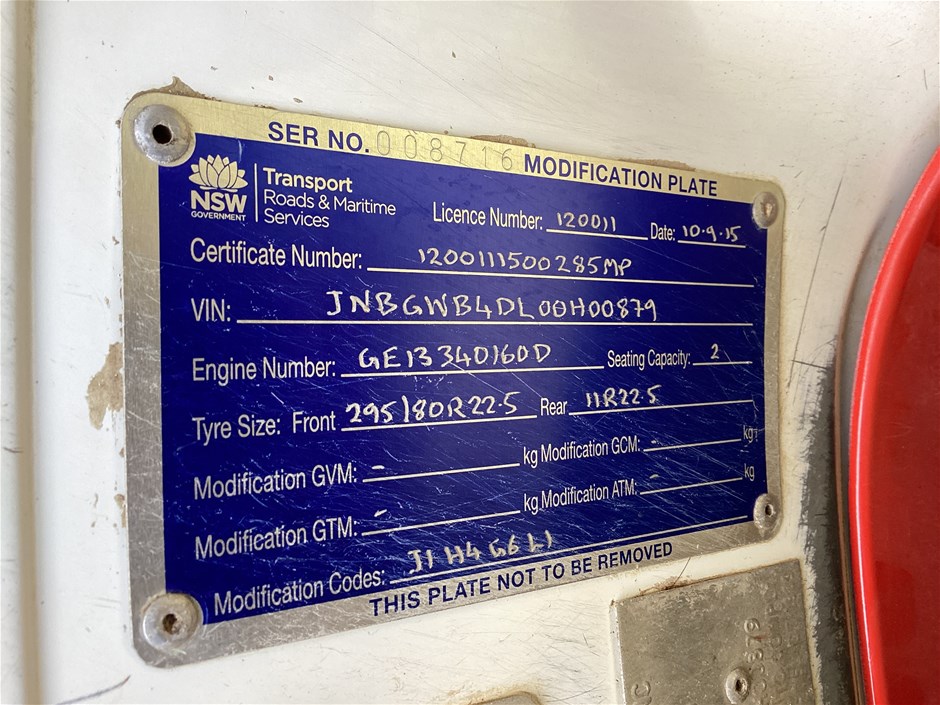 SER NO. 008716 MODIFICATION PLATE
NSW
GOVERNMENT
Transport
Roads & Maritime
Services
Licence Number: 120011 Date: 10.9.15
Certificate Number: 1200111500285MP
VIN: JNBGWB4DL00H00879
Engine Number: GE13340160D Seating Capacity: 2
Tyre Size: Front 295/80R22.5 Rear 11R22.5
Modification GVM: - kg Modification GCM: - kg
Modification GTM: - kg Modification ATM: - kg
Modification Codes: J1 H4 G6 L1
THIS PLATE NOT TO BE REMOVED